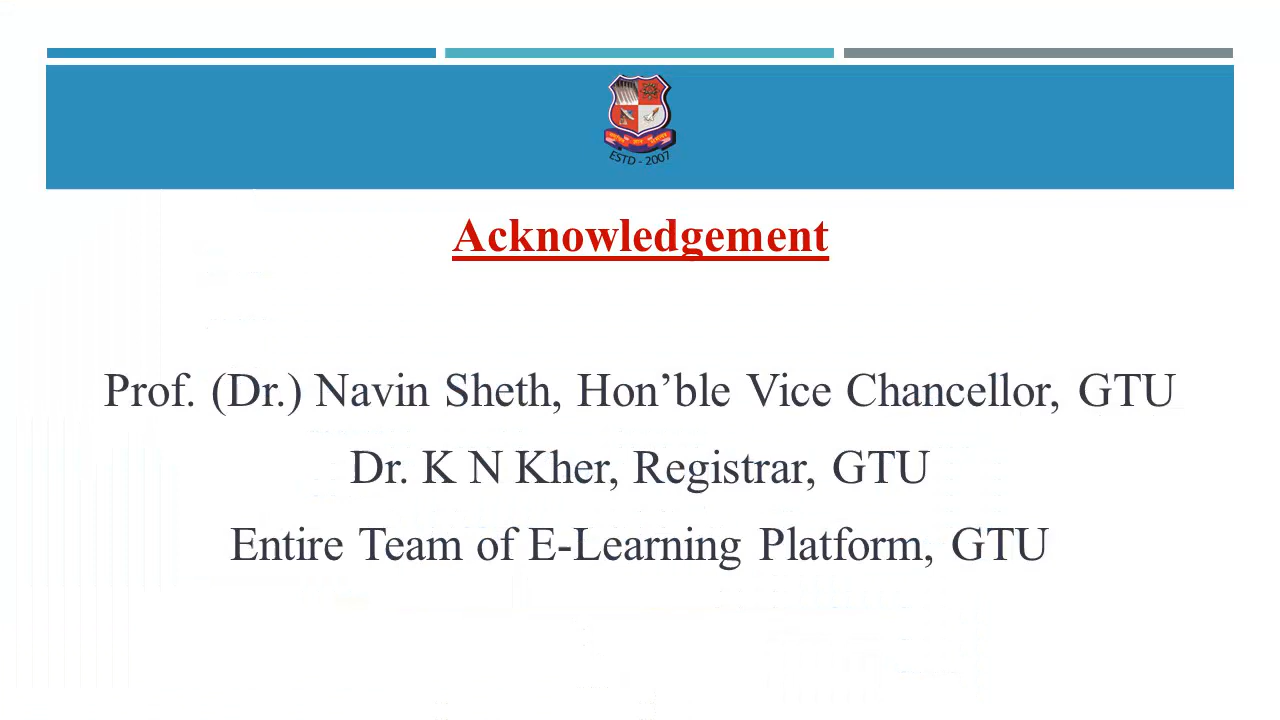 ESTD - 2007
Acknowledgement
Prof. (Dr.) Navin Sheth, Hon’ble Vice Chancellor, GTU
Dr. K N Kher, Registrar, GTU
Entire Team of E-Learning Platform, GTU